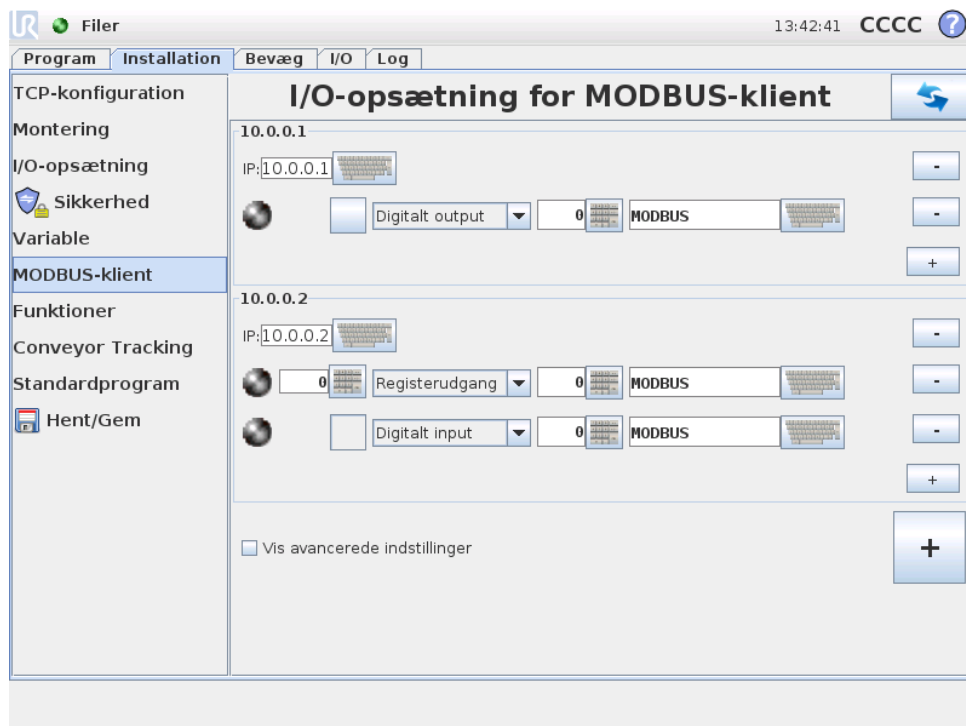 UR Filer 13:42:41 CCCC ?
Program Installation Bevæg I/O Log
TCP-konfiguration
Montering
I/O-opsætning
Sikkerhed
Variable
MODBUS-klient
Funktioner
Conveyor Tracking
Standardprogram
Hent/Gem
I/O-opsætning for MODBUS-klient
10.0.0.1
IP: 10.0.0.1 -
Digitalt output 0 MODBUS -
+
10.0.0.2
IP: 10.0.0.2 -
0 Registerudgang 0 MODBUS -
Digitalt input 0 MODBUS -
+
Vis avancerede indstillinger +